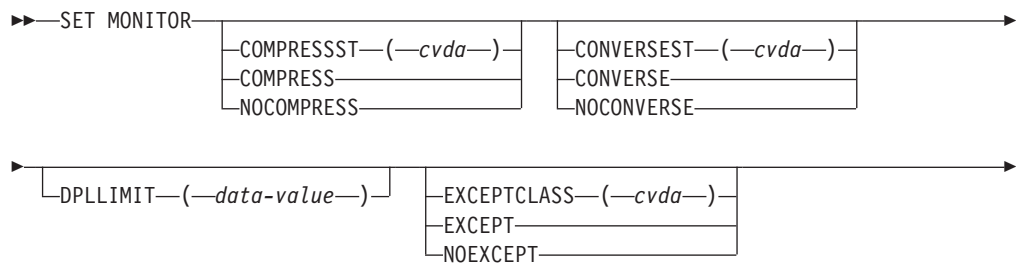 SET MONITOR
COMPRESSST ( cvda ) CONVERSEST ( cvda )
COMPRESS CONVERSE
NOCOMPRESS NOCONVERSE
DPLLIMIT ( data-value ) EXCEPTCLASS ( cvda )
EXCEPT
NOEXCEPT